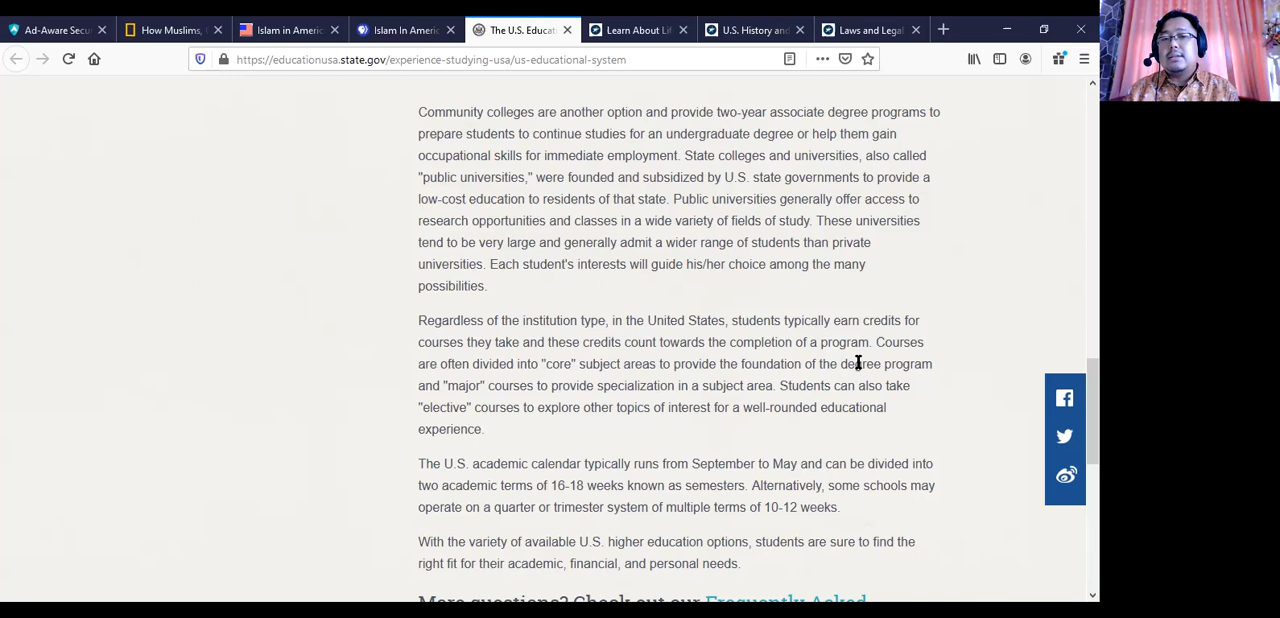 Ad-Aware Secu
How Muslims,
Islam in Americ
Islam In Americ
The U.S. Educat
Learn About Lif
U.S. History and
Laws and Legal
https://educationusa.state.gov/experience-studying-usa/us-educational-system
Community colleges are another option and provide two-year associate degree programs to
prepare students to continue studies for an undergraduate degree or help them gain
occupational skills for immediate employment. State colleges and universities, also called
"public universities," were founded and subsidized by U.S. state governments to provide a
low-cost education to residents of that state. Public universities generally offer access to
research opportunities and classes in a wide variety of fields of study. These universities
tend to be very large and generally admit a wider range of students than private
universities. Each student's interests will guide his/her choice among the many
possibilities.
Regardless of the institution type, in the United States, students typically earn credits for
courses they take and these credits count towards the completion of a program. Courses
are often divided into "core" subject areas to provide the foundation of the degree program
and "major" courses to provide specialization in a subject area. Students can also take
"elective" courses to explore other topics of interest for a well-rounded educational
experience.
The U.S. academic calendar typically runs from September to May and can be divided into
two academic terms of 16-18 weeks known as semesters. Alternatively, some schools may
operate on a quarter or trimester system of multiple terms of 10-12 weeks.
With the variety of available U.S. higher education options, students are sure to find the
right fit for their academic, financial, and personal needs.
More questions? Check out our Frequently Asked